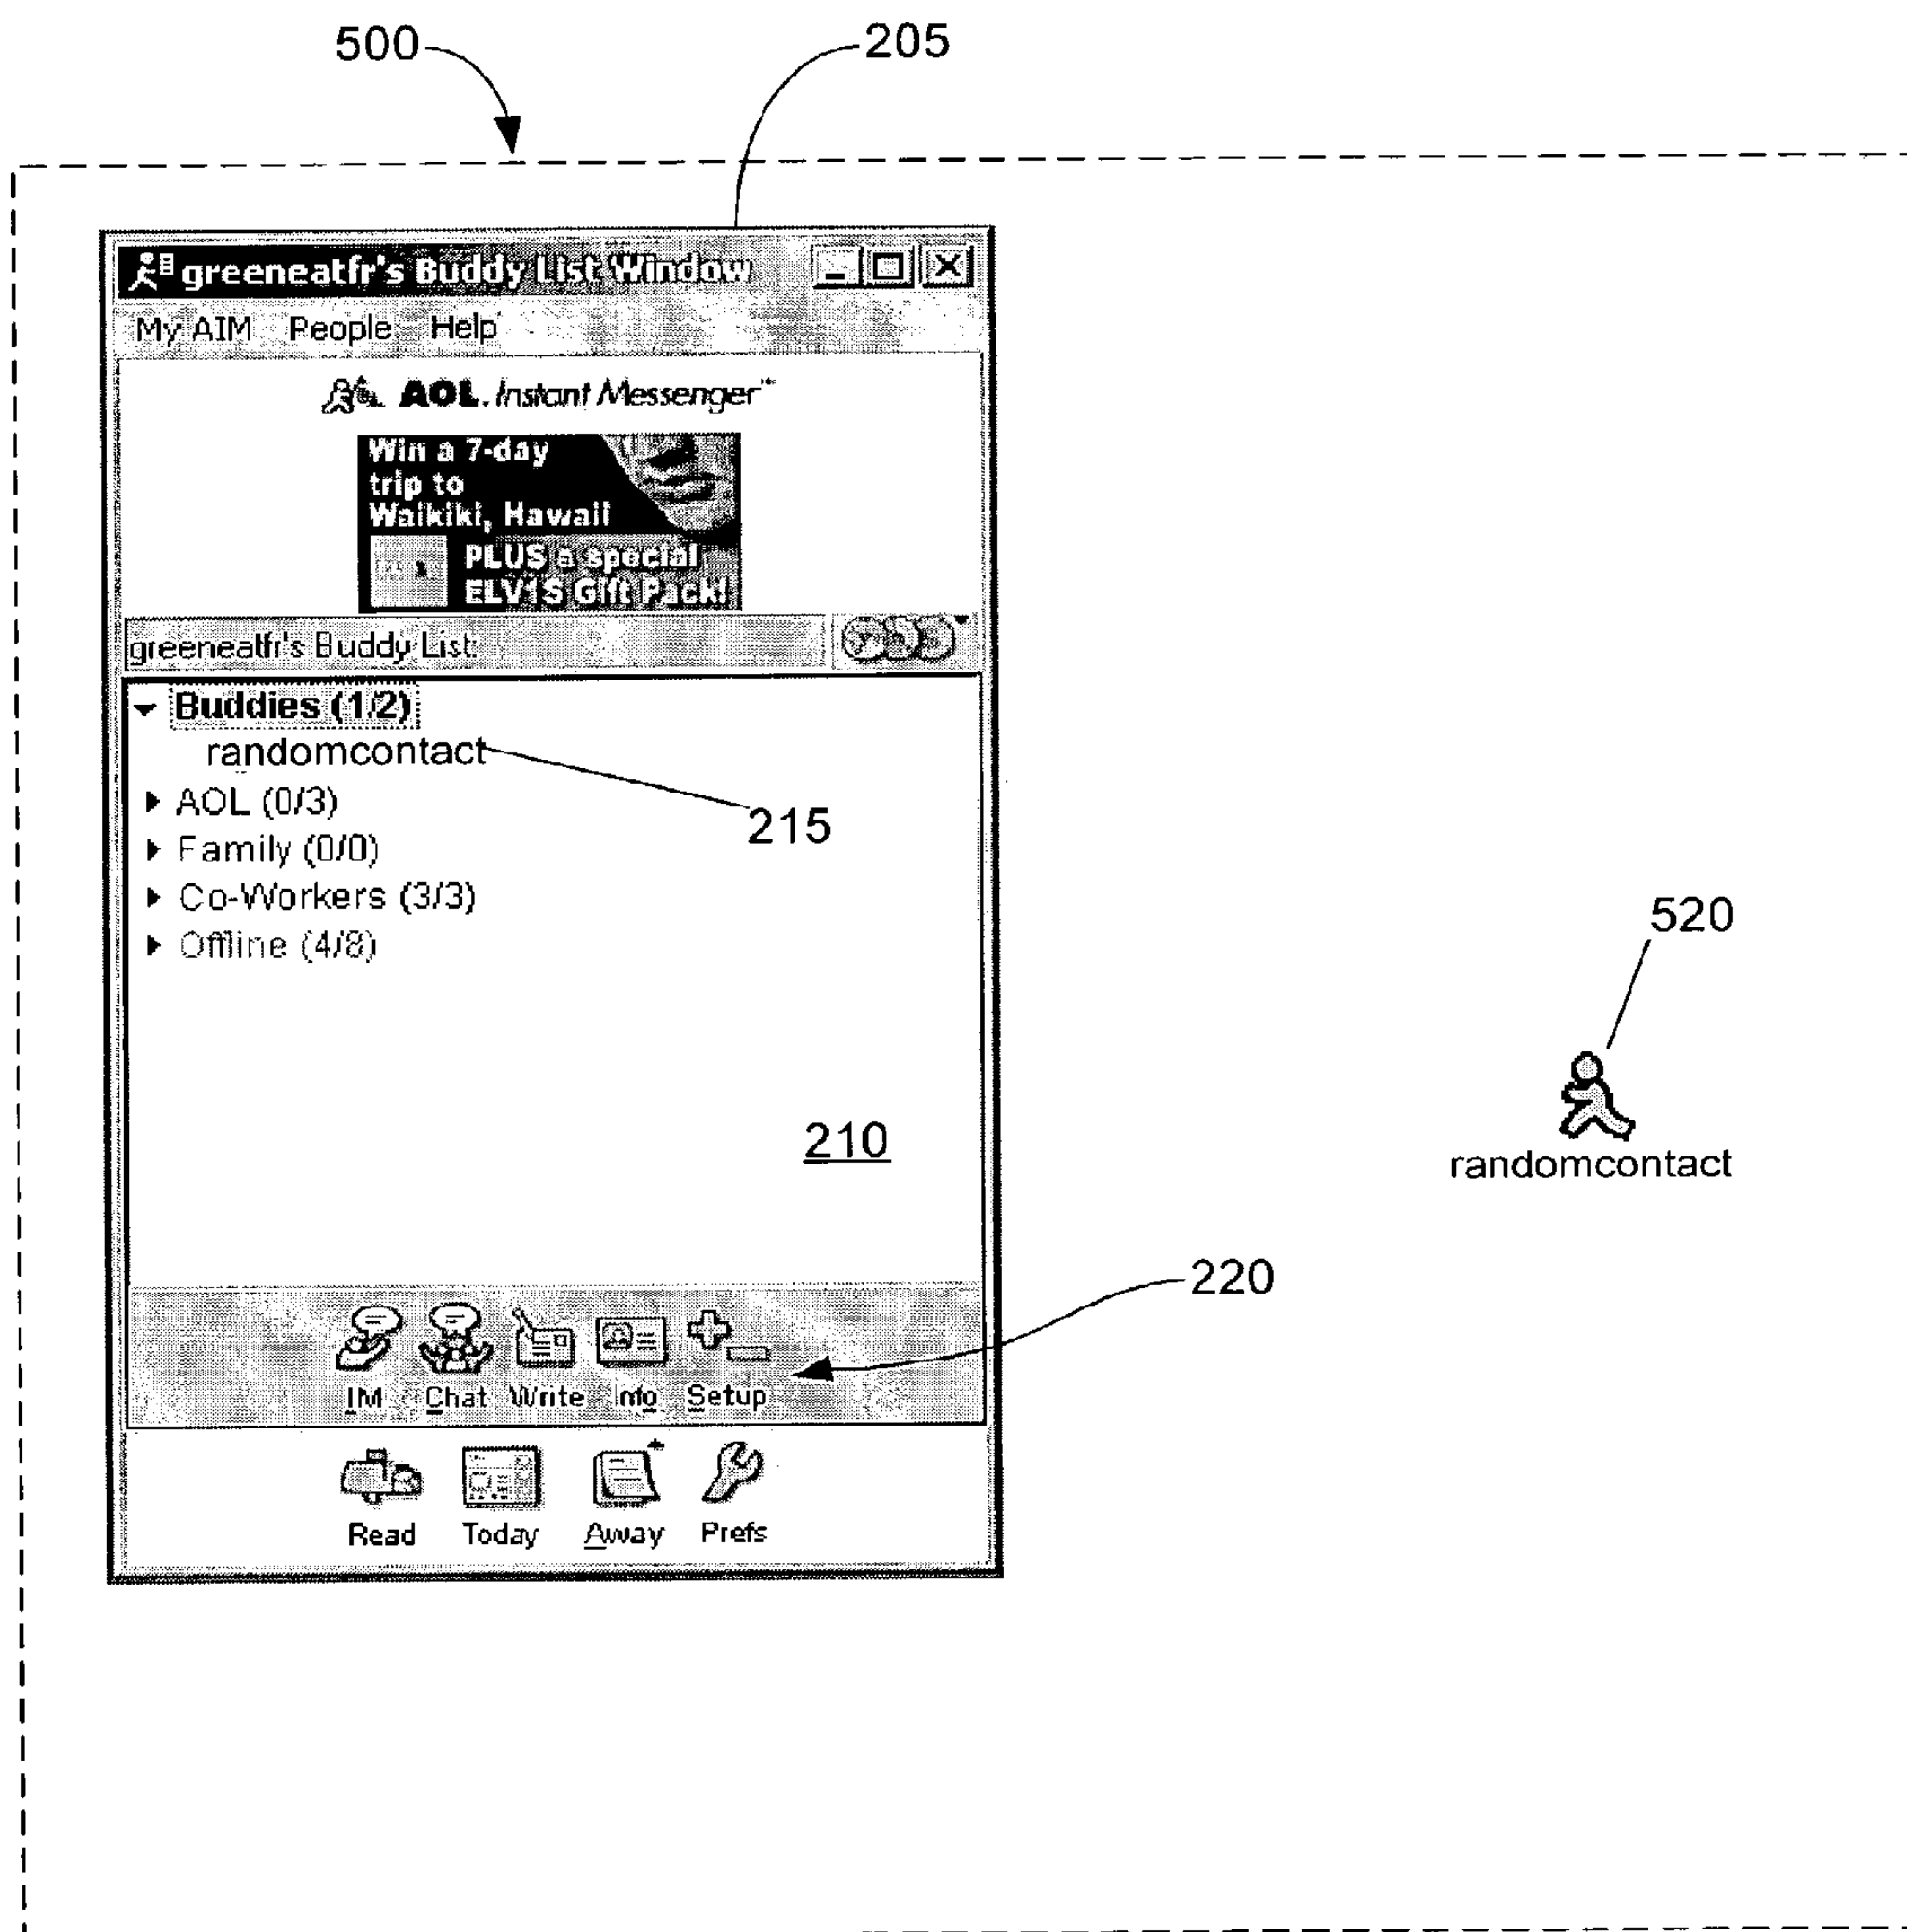 500
205
greeneatfr's Buddy List Window
My AIM People Help
AOL Instant Messenger™
Win a 7-day
trip to
Waikiki, Hawaii
PLUS a special
ELV1S Gift Pack!
greeneatfr's Buddy List:
Buddies (1/2)
randomcontact
AOL (0/3)
215
Family (0/0)
Co-Workers (3/3)
Offline (4/8)
520
210
randomcontact
220
IM Chat Write Info Setup
Read Today Away Prefs